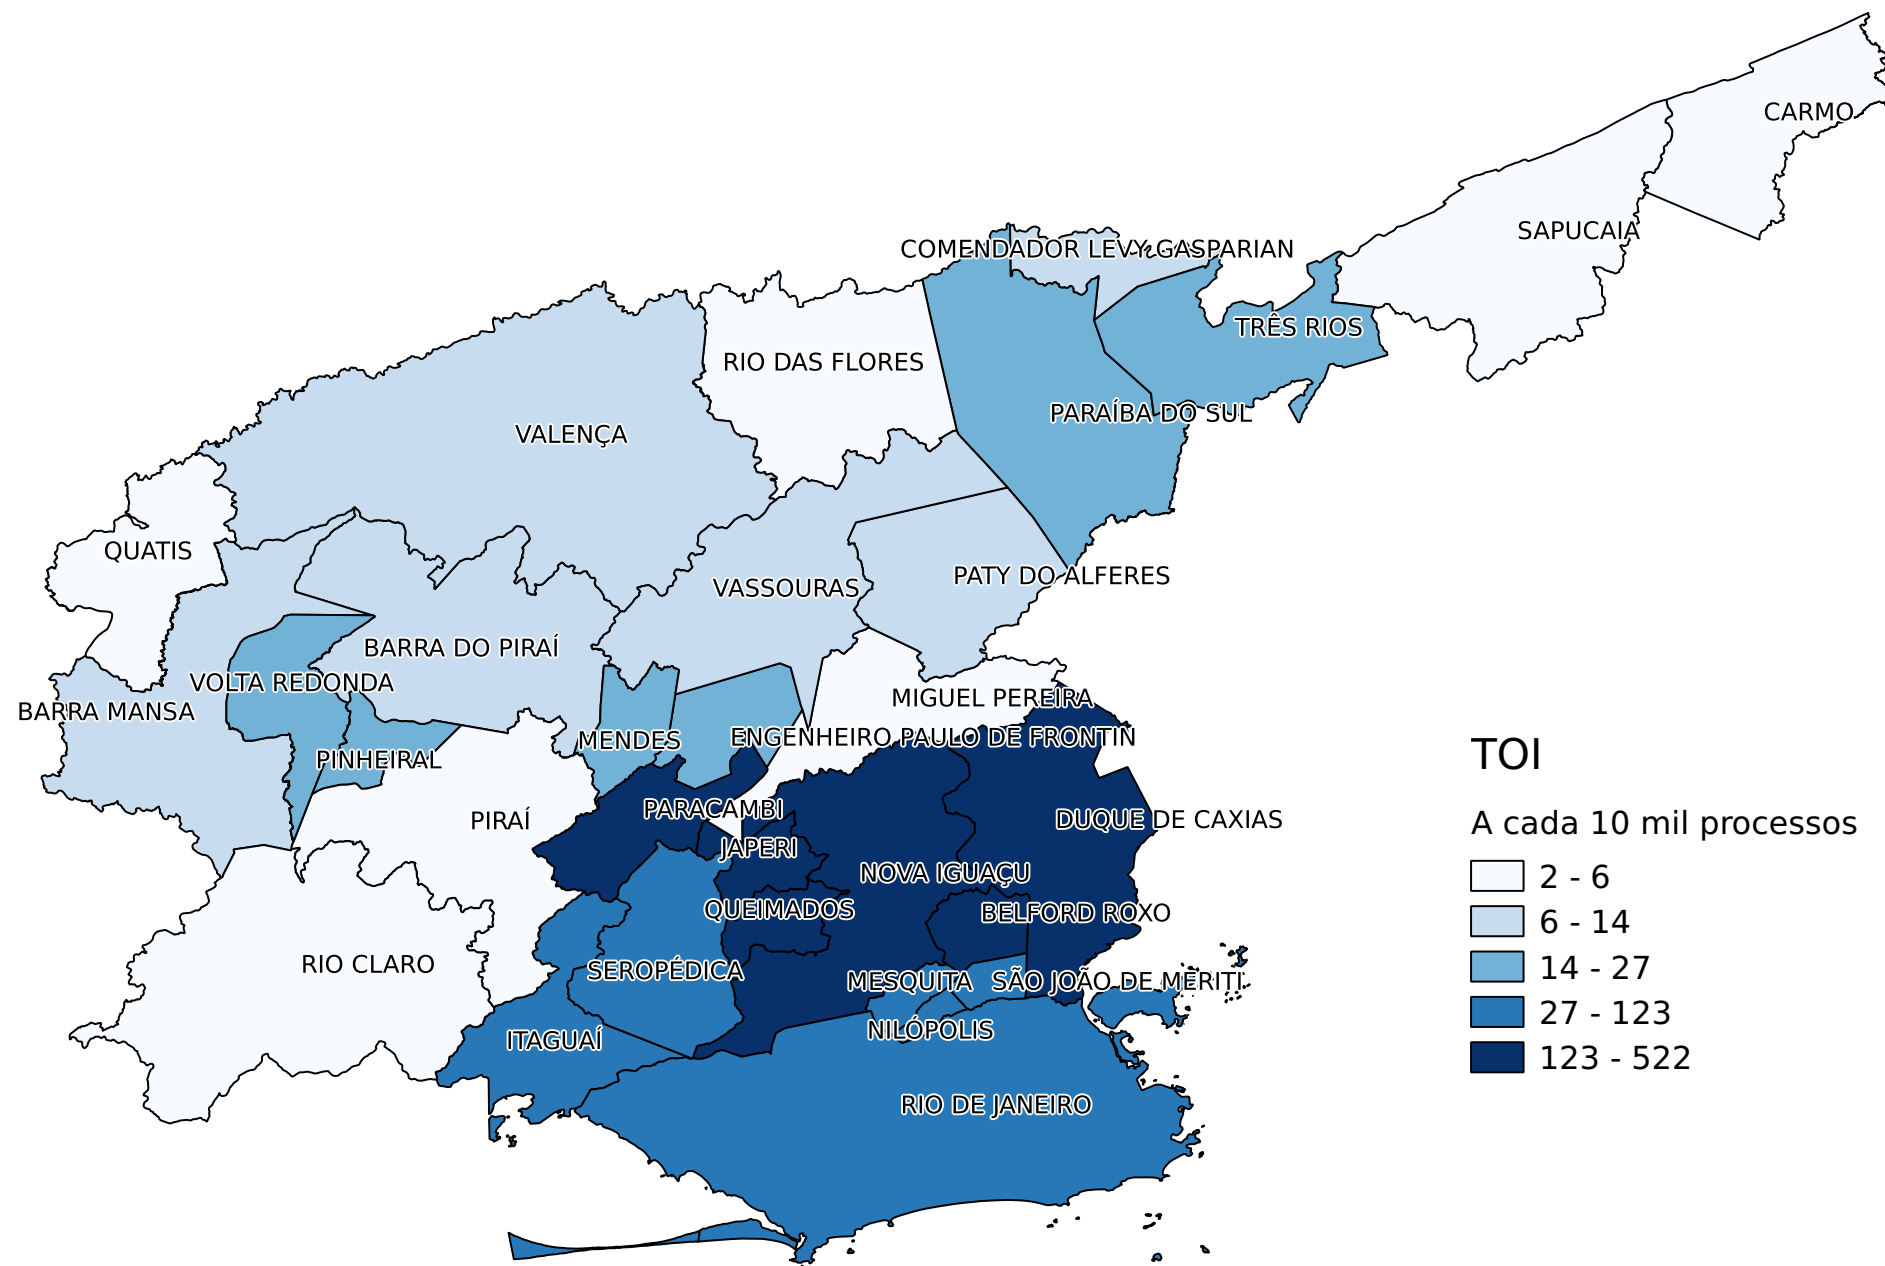 CARMO
SAPUCAIA
COMENDADOR LEVY GASPARIAN
TRÊS RIOS
RIO DAS FLORES
PARAÍBA DO SUL
VALENÇA
QUATIS
PATY DO ALFERES
VASSOURAS
BARRA DO PIRAÍ
VOLTA REDONDA
MIGUEL PEREIRA
BARRA MANSA
ENGENHEIRO PAULO DE FRONTIN
MENDES
PINHEIRAL
PARACAMBI
PIRAÍ
DUQUE DE CAXIAS
JAPERI
NOVA IGUAÇU
QUEIMADOS
BELFORD ROXO
RIO CLARO
SEROPÉDICA
MESQUITA
SÃO JOÃO DE MERITI
NILÓPOLIS
ITAGUAÍ
RIO DE JANEIRO
TOI
A cada 10 mil processos
2 - 6
6 - 14
14 - 27
27 - 123
123 - 522